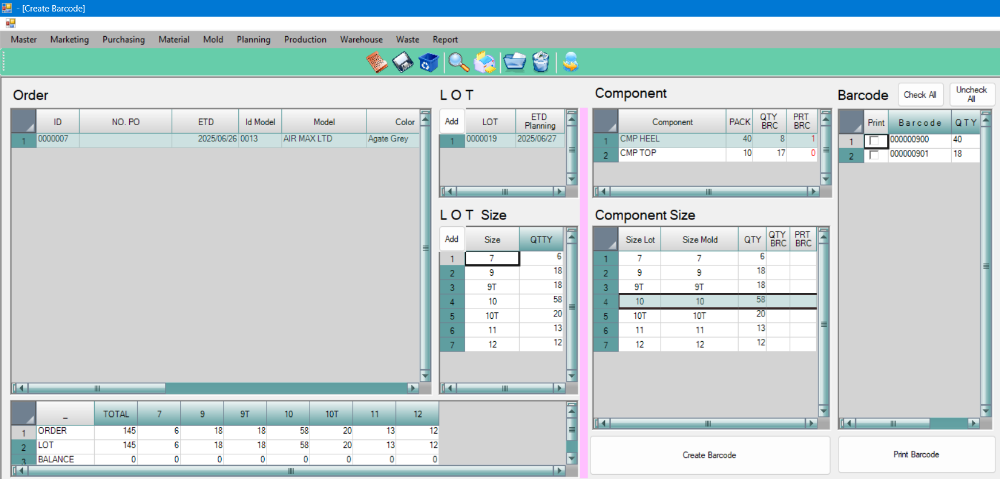 - [Create Barcode]
Master Marketing Purchasing Material Mold Planning Production Warehouse Waste Report
Order
ID NO. PO ETD Id Model Model Color
1 0000007 2025/06/26 0013 AIR MAX LTD Agate Grey
L O T
Add LOT ETD Planning
1 0000019 2025/06/27
L O T Size
Add Size QTTY
1 7 6
2 9 18
3 9T 18
4 10 58
5 10T 20
6 11 13
7 12 12
_ TOTAL 7 9 9T 10 10T 11 12
1 ORDER 145 6 18 18 58 20 13 12
2 LOT 145 6 18 18 58 20 13 12
3 BALANCE 0 0 0 0 0 0 0 0
Component
Component PACK QTY BRC PRT BRC
1 CMP HEEL 40 8 1
2 CMP TOP 10 17 0
Component Size
Size Lot Size Mold QTY QTY BRC PRT BRC
1 7 7 6
2 9 9 18
3 9T 9T 18
4 10 10 58
5 10T 10T 20
6 11 11 13
7 12 12 12
Create Barcode
Barcode Check All Uncheck All
Print Barcode QTY
1 000000900 40
2 000000901 18
Print Barcode